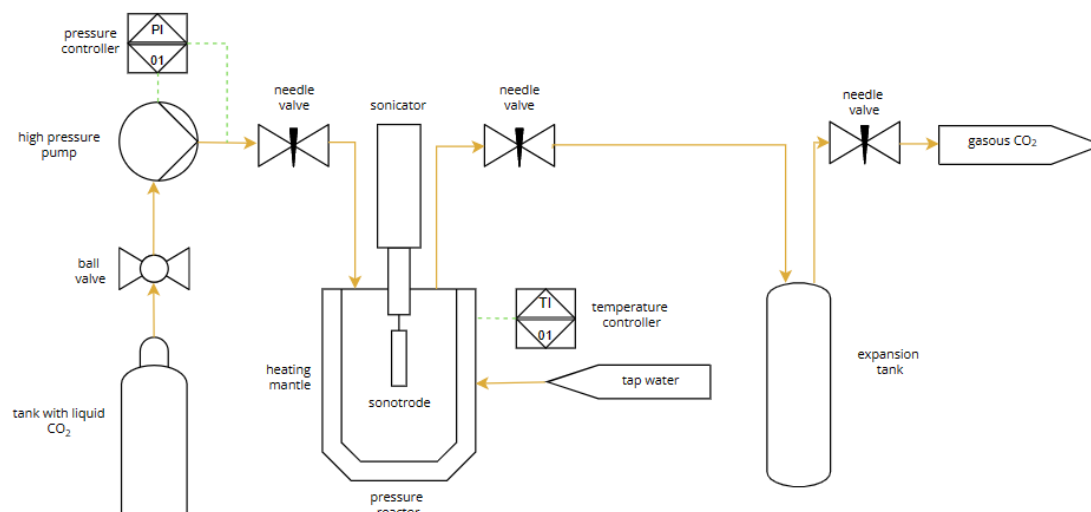 pressure
controller
PI
01
high pressure
pump
needle
valve
sonicator
needle
valve
needle
valve
gasous CO₂
ball
valve
TI
01
temperature
controller
heating
mantle
sonotrode
tap water
expansion
tank
tank with liquid
CO₂
pressure
reactor